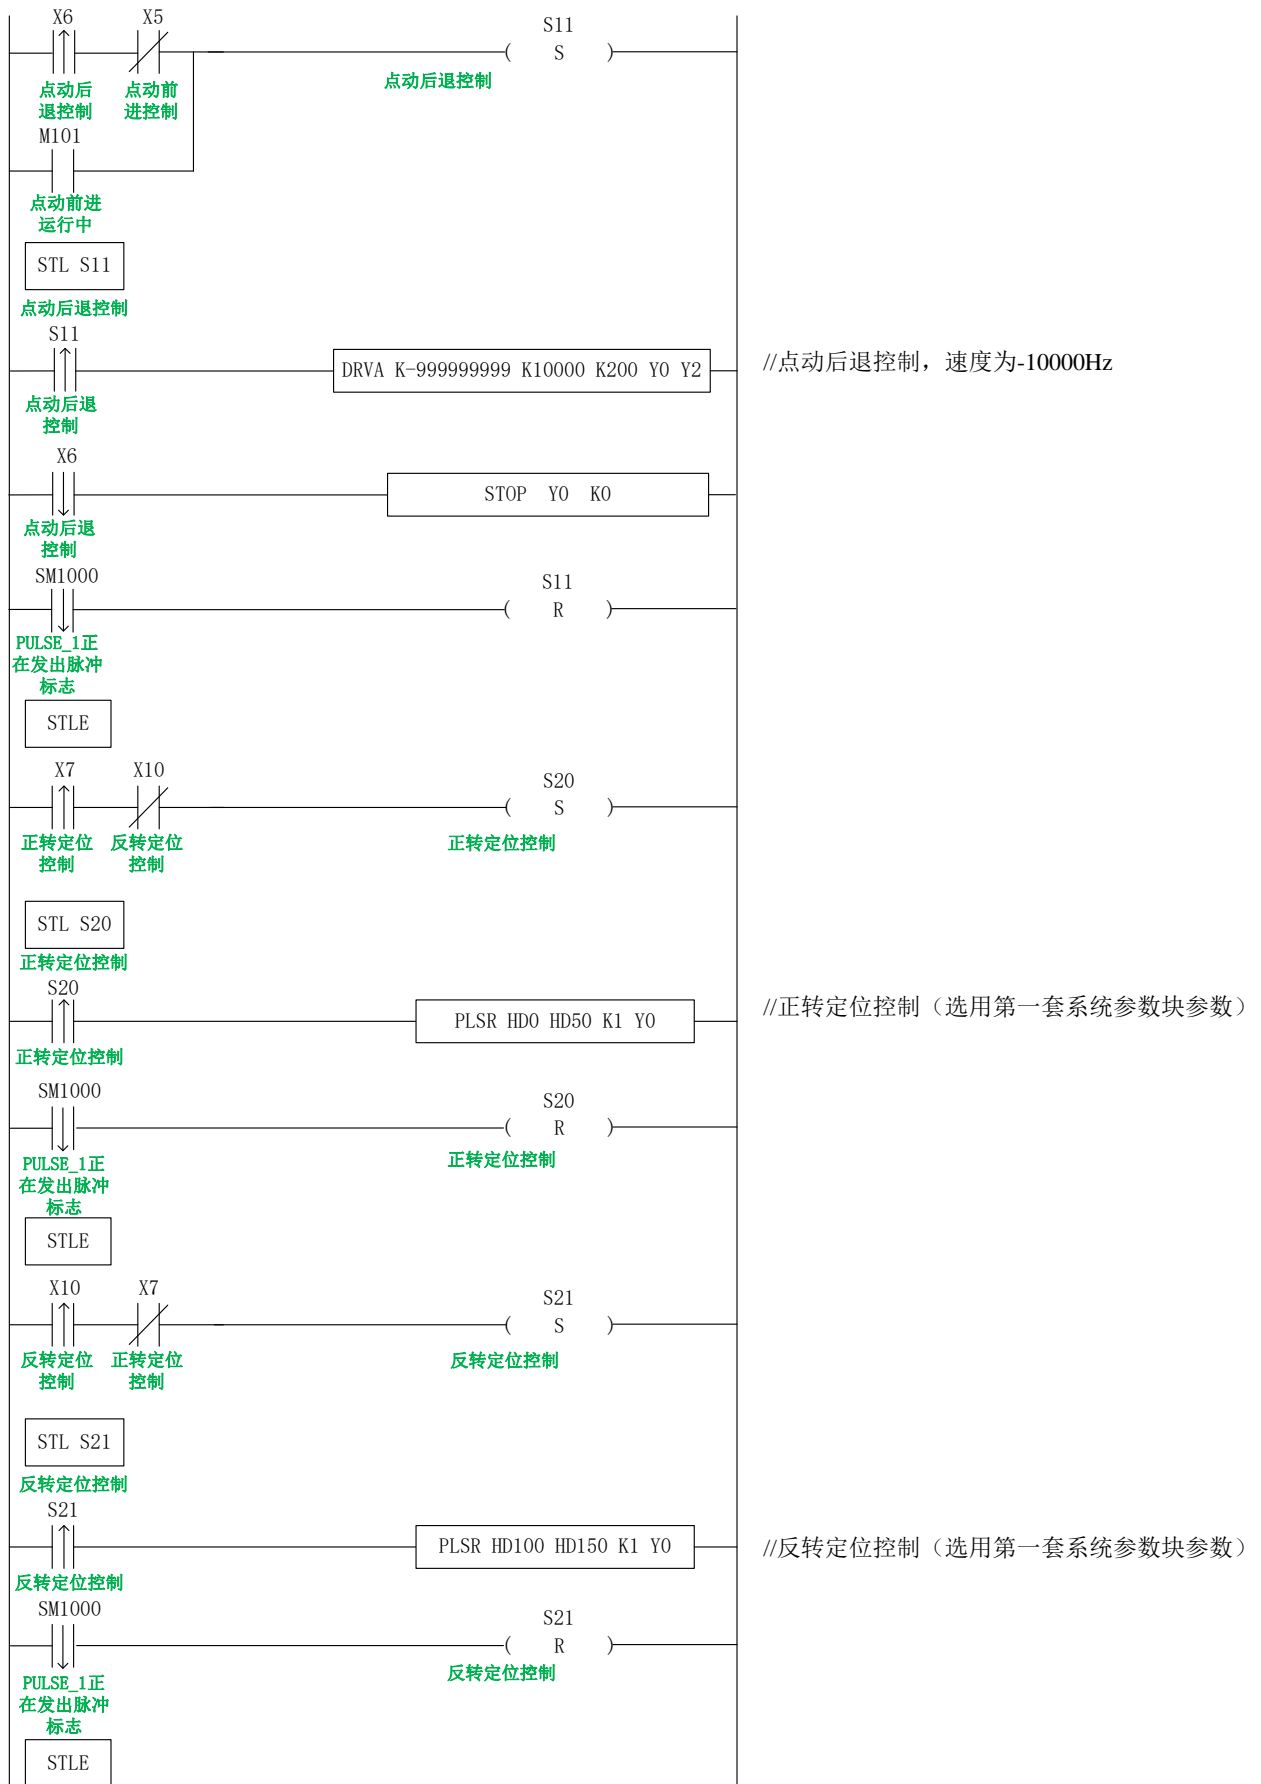 X6 X5
S11
( S )
点动后
退控制
点动前
进控制
点动后退控制
M101
点动前进
运行中
STL S11
点动后退控制
S11
DRVA K-999999999 K10000 K200 Y0 Y2
//点动后退控制，速度为-10000Hz
点动后退
控制
X6
STOP Y0 K0
点动后退
控制
SM1000
S11
( R )
PULSE_1正
在发出脉冲
标志
STLE
X7 X10
S20
( S )
正转定位
控制
反转定位
控制
正转定位控制
STL S20
正转定位控制
S20
PLSR HD0 HD50 K1 Y0
//正转定位控制（选用第一套系统参数块参数）
正转定位控制
SM1000
S20
( R )
正转定位控制
PULSE_1正
在发出脉冲
标志
STLE
X10 X7
S21
( S )
反转定位
控制
正转定位
控制
反转定位控制
STL S21
反转定位控制
S21
PLSR HD100 HD150 K1 Y0
//反转定位控制（选用第一套系统参数块参数）
反转定位控制
SM1000
S21
( R )
反转定位控制
PULSE_1正
在发出脉冲
标志
STLE